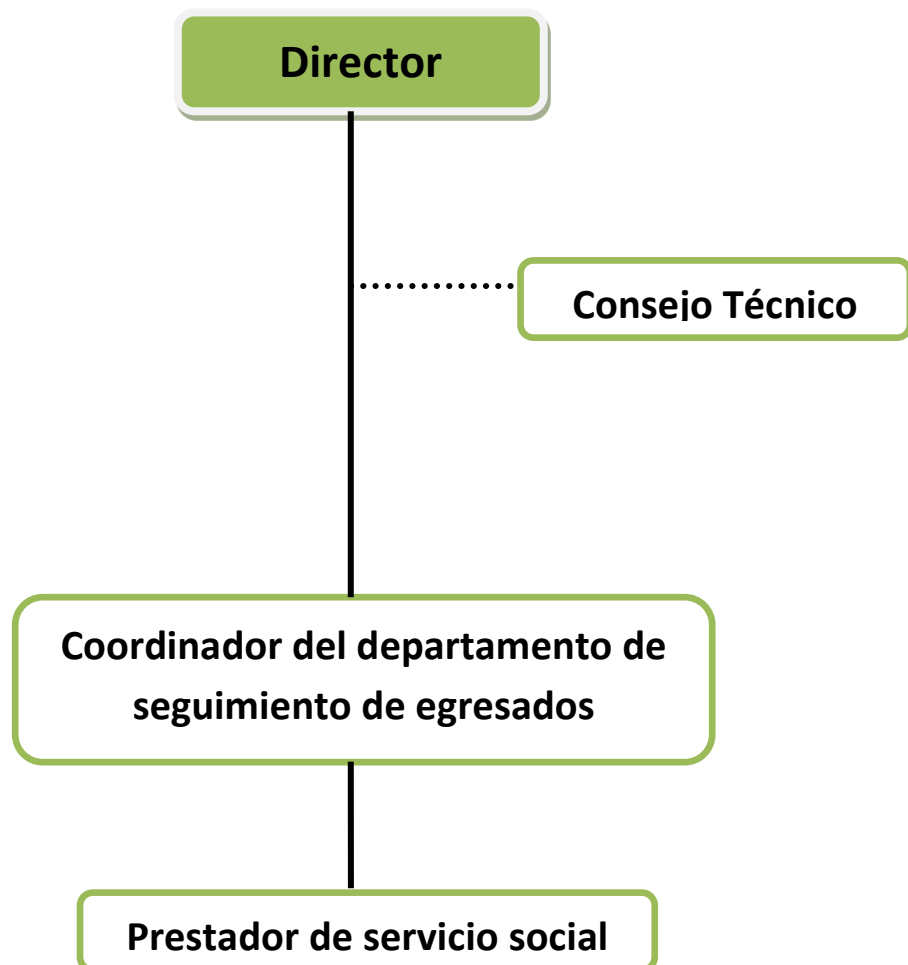 Director
Consejo Técnico
Coordinador del departamento de
seguimiento de egresados
Prestador de servicio social